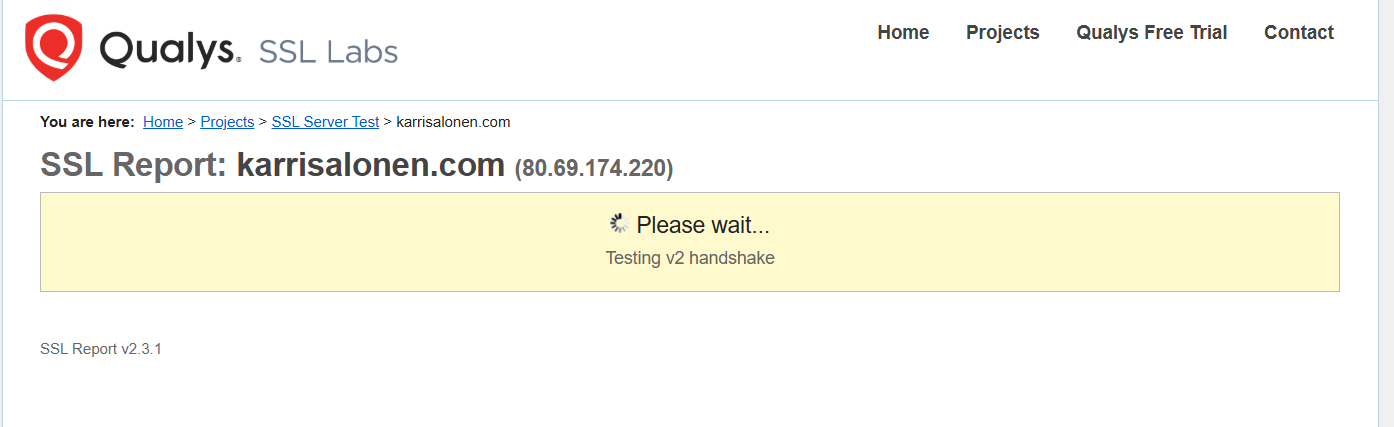 Qualys. SSL Labs
Home Projects Qualys Free Trial Contact
You are here: Home > Projects > SSL Server Test > karrisalonen.com
SSL Report: karrisalonen.com (80.69.174.220)
Please wait...
Testing v2 handshake
SSL Report v2.3.1